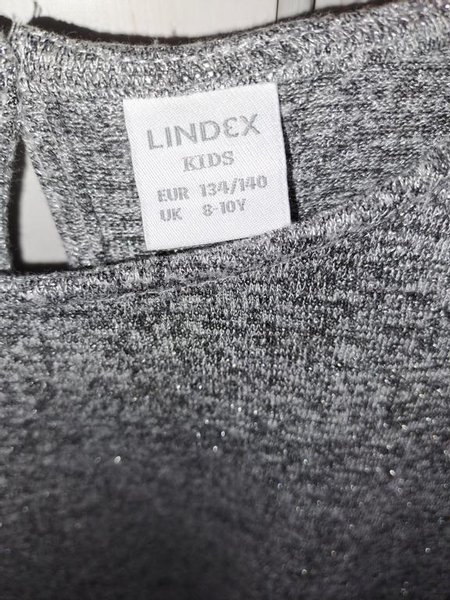 LINDEX
KIDS
EUR 134/140
UK 8-10Y